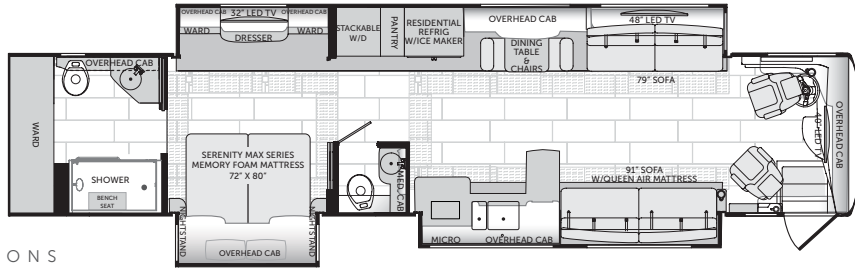 OVERHEAD CAB
32" LED TV
WARD
DRESSER
WARD
STACKABLE
W/D
PANTRY
RESIDENTIAL
REFRIG
W/ICE MAKER
OVERHEAD CAB
DINING
TABLE
&
CHAIRS
48" LED TV
79" SOFA
OVERHEAD CAB
WARD
SHOWER
BENCH
SEAT
SERENITY MAX SERIES
MEMORY FOAM MATTRESS
72" X 80"
NIGHTSTAND
NIGHTSTAND
OVERHEAD CAB
MED. CAB
MICRO
OVERHEAD CAB
91" SOFA
W/QUEEN AIR MATTRESS
40" LED TV
OVERHEAD CAB
ONS